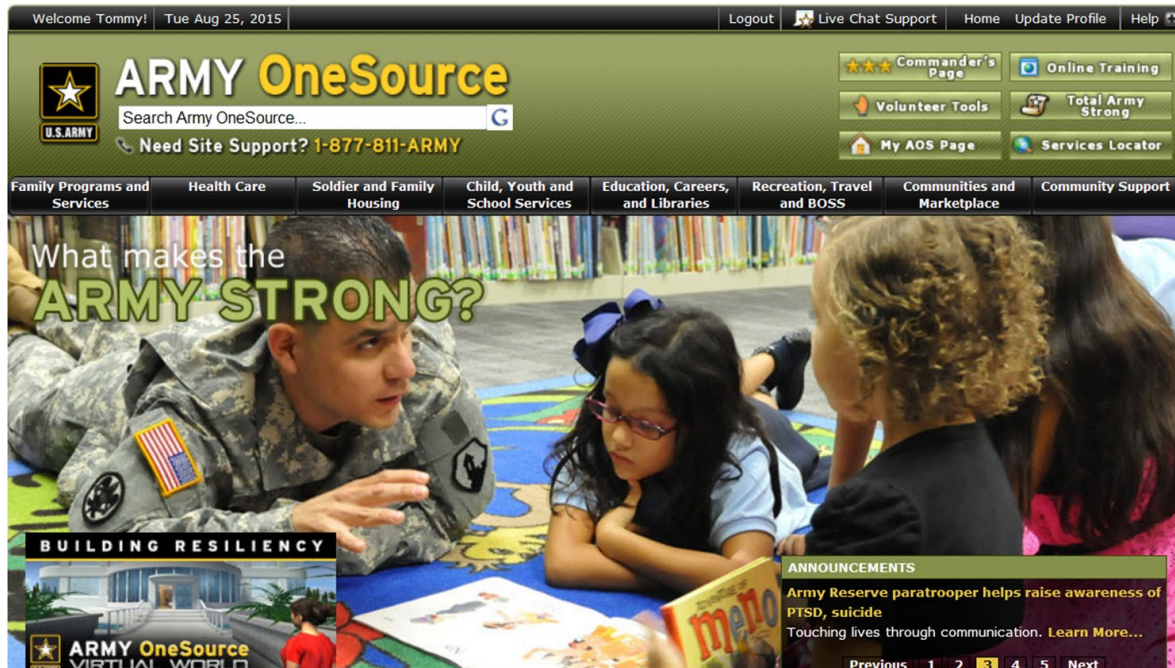 Welcome Tommy! Tue Aug 25, 2015 Logout Live Chat Support Home Update Profile Help
ARMY OneSource
U.S.ARMY
Search Army OneSource...
G
Need Site Support? 1-877-811-ARMY
Commander's
Page
Online Training
Volunteer Tools
Total Army
Strong
My AOS Page
Services Locator
Family Programs and
Services
Health Care
Soldier and Family
Housing
Child, Youth and
School Services
Education, Careers,
and Libraries
Recreation, Travel
and BOSS
Communities and
Marketplace
Community Support
What makes the
ARMY STRONG?
BUILDING RESILIENCY
ARMY OneSource
VIRTUAL WORLD
meno
ANNOUNCEMENTS
Army Reserve paratrooper helps raise awareness of
PTSD, suicide
Touching lives through communication. Learn More...
Previous 1 2 3 4 5 Next